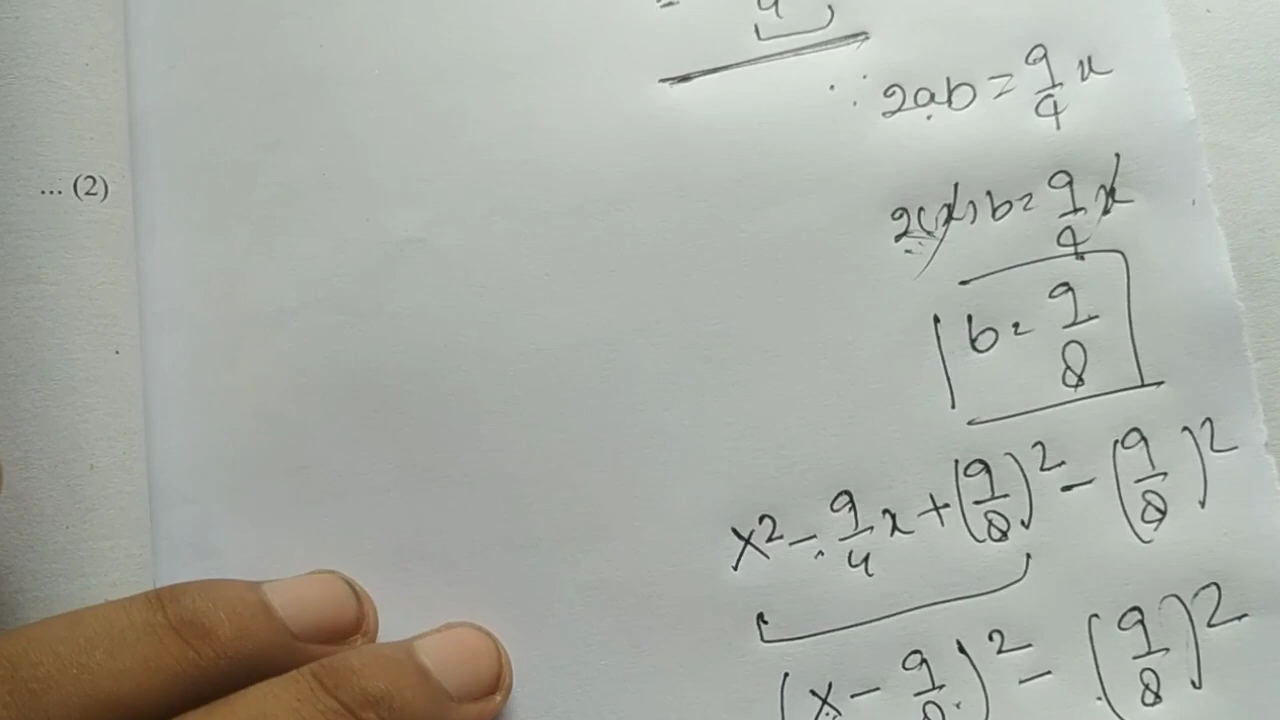 ∴ 2ab = 9/4 x
... (2)
2(x) b = 9/4 x
b = 9/8
x² - 9/4 x + (9/8)² - (9/8)²
(x - 9/8)² - (9/8)²